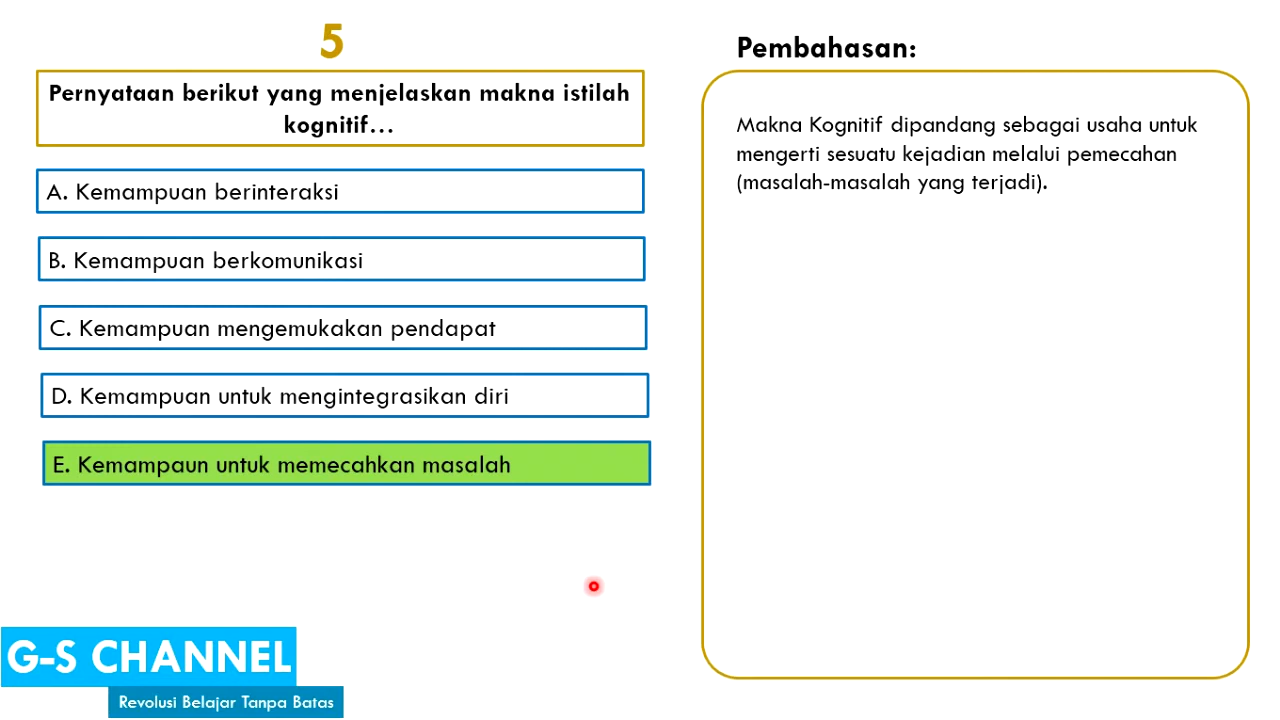 5
Pernyataan berikut yang menjelaskan makna istilah
kognitif...
A. Kemampuan berinteraksi
B. Kemampuan berkomunikasi
C. Kemampuan mengemukakan pendapat
D. Kemampuan untuk mengintegrasikan diri
E. Kemampaun untuk memecahkan masalah
Pembahasan:
Makna Kognitif dipandang sebagai usaha untuk
mengerti sesuatu kejadian melalui pemecahan
(masalah-masalah yang terjadi).
G-S CHANNEL
Revolusi Belajar Tanpa Batas